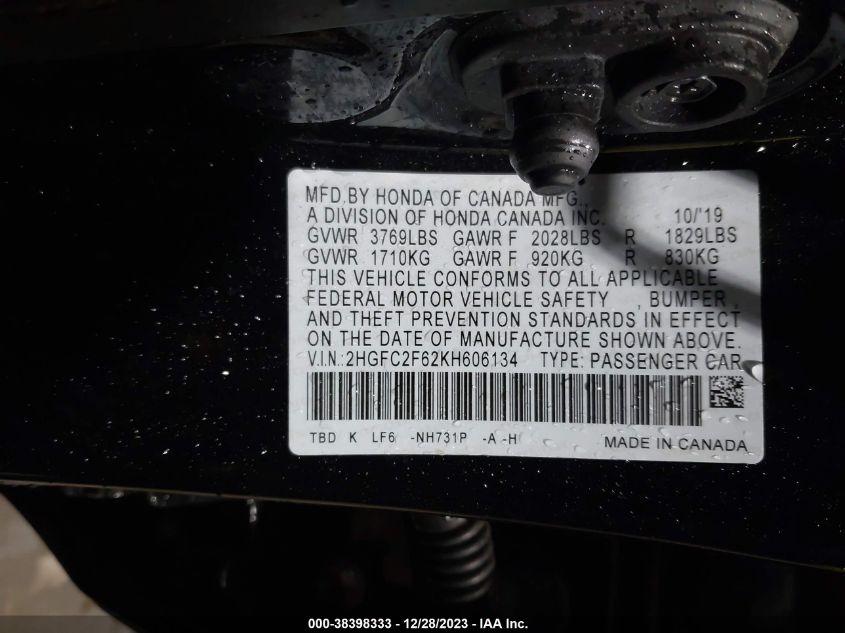 MFD.BY HONDA OF CANADA MFG.,
A DIVISION OF HONDA CANADA INC. 10/'19
GVWR 3769LBS GAWR F 2028LBS R 1829LBS
GVWR 1710KG GAWR F 920KG R 830KG
THIS VEHICLE CONFORMS TO ALL APPLICABLE
FEDERAL MOTOR VEHICLE SAFETY , BUMPER ,
AND THEFT PREVENTION STANDARDS IN EFFECT
ON THE DATE OF MANUFACTURE SHOWN ABOVE.
V.I.N: 2HGFC2F62KH606134 TYPE: PASSENGER CAR
TBD K LF6 -NH731P -A -H MADE IN CANADA
000-38398333 - 12/28/2023 - IAA Inc.